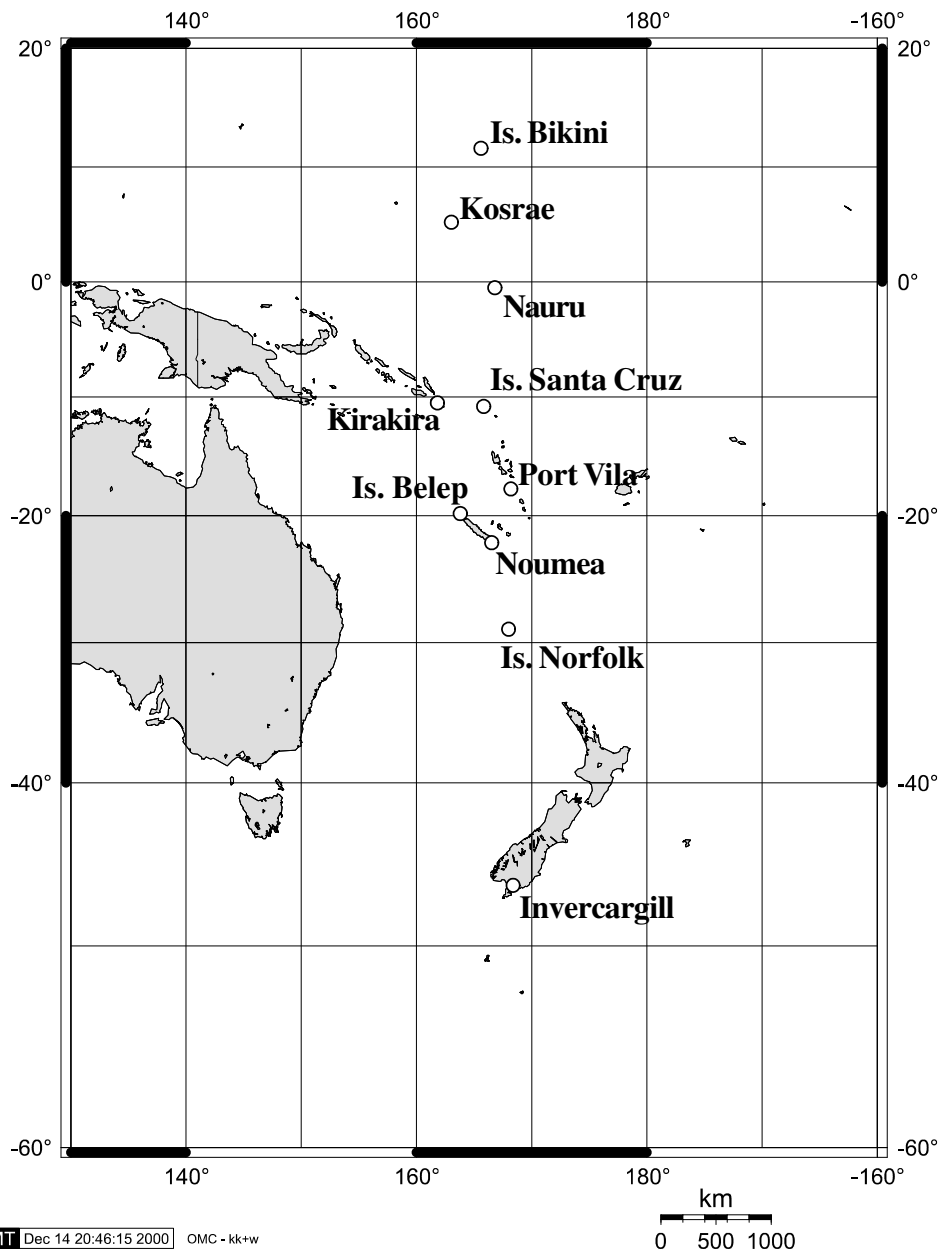 140° 160° 180° -160°
20° 20°
Is. Bikini
Kosrae
0° 0°
Nauru
Is. Santa Cruz
Kirakira
Port Vila
Is. Belep
-20° -20°
Noumea
Is. Norfolk
-40° -40°
Invercargill
-60° -60°
140° 160° 180° -160°
km
0 500 1000
Dec 14 20:46:15 2000 OMC - kk+w